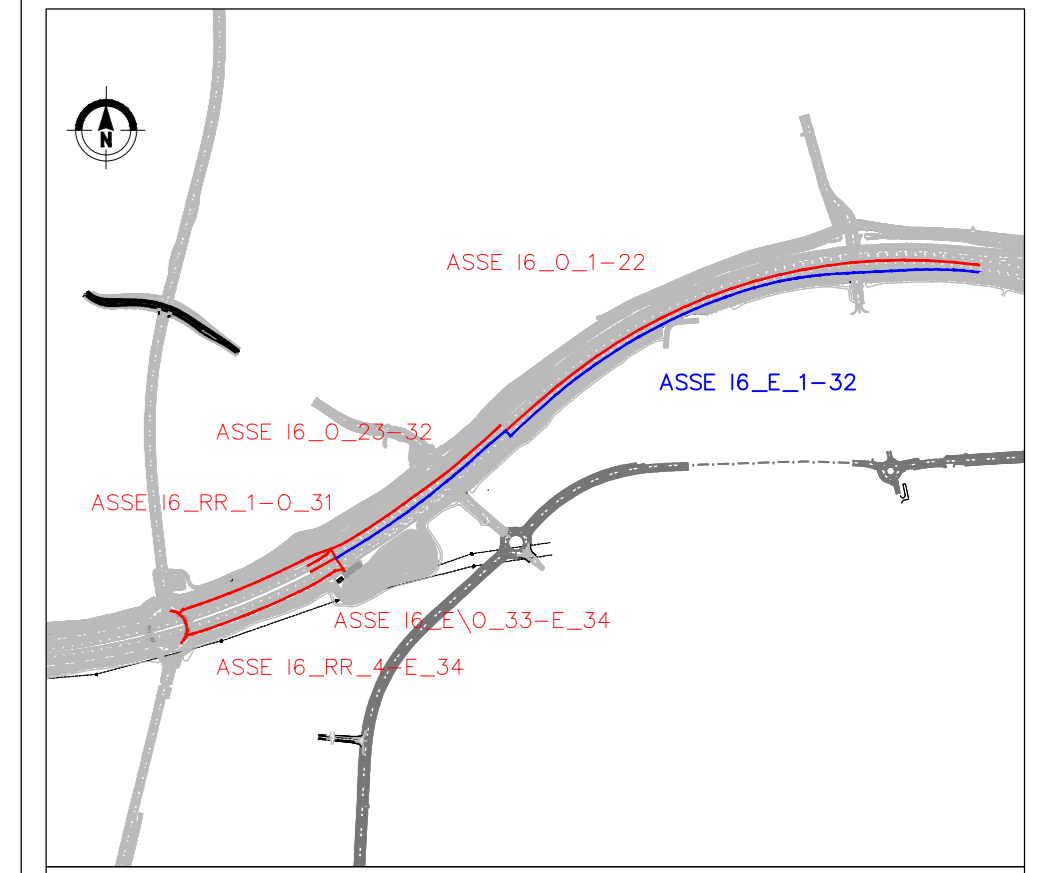 N
ASSE I6_O_1-22
ASSE I6_E_1-32
ASSE I6_O_23-32
ASSE I6_RR_1-O_31
ASSE I6_E\O_33-E_34
ASSE I6_RR_4-E_34